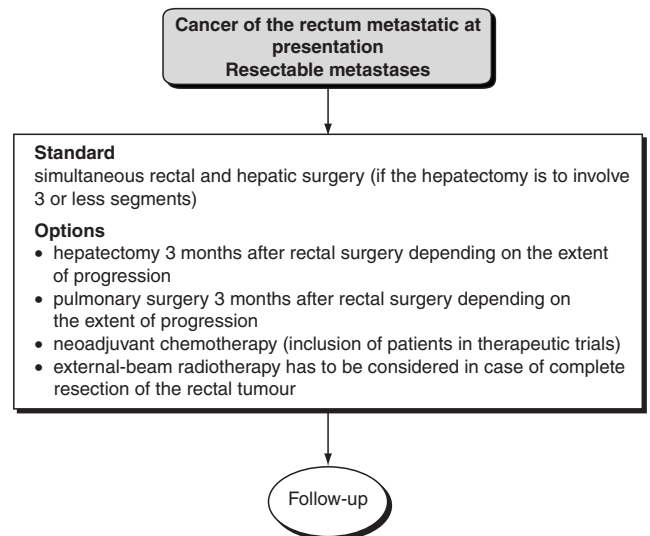 Cancer of the rectum metastatic at
presentation
Resectable metastases
Standard
simultaneous rectal and hepatic surgery (if the hepatectomy is to involve
3 or less segments)
Options
• hepatectomy 3 months after rectal surgery depending on the extent
of progression
• pulmonary surgery 3 months after rectal surgery depending on
the extent of progression
• neoadjuvant chemotherapy (inclusion of patients in therapeutic trials)
• external-beam radiotherapy has to be considered in case of complete
resection of the rectal tumour
Follow-up